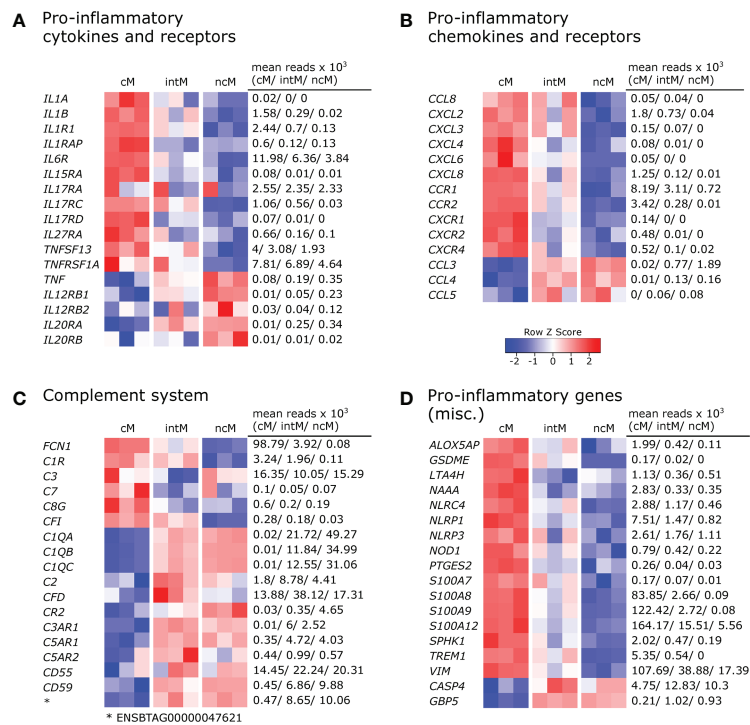 A Pro-inflammatory
cytokines and receptors
mean reads x 10³
(cM/ intM/ ncM)
cM intM ncM
IL1A 0.02/ 0/ 0
IL1B 1.58/ 0.29/ 0.02
IL1R1 2.44/ 0.7/ 0.13
IL1RAP 0.6/ 0.12/ 0.13
IL6R 11.98/ 6.36/ 3.84
IL15RA 0.08/ 0.01/ 0.01
IL17RA 2.55/ 2.35/ 2.33
IL17RC 1.06/ 0.56/ 0.03
IL17RD 0.07/ 0.01/ 0
IL27RA 0.66/ 0.16/ 0.1
TNFSF13 4/ 3.08/ 1.93
TNFRSF1A 7.81/ 6.89/ 4.64
TNF 0.08/ 0.19/ 0.35
IL12RB1 0.01/ 0.05/ 0.23
IL12RB2 0.03/ 0.04/ 0.12
IL20RA 0.01/ 0.25/ 0.34
IL20RB 0.01/ 0.01/ 0.02
B Pro-inflammatory
chemokines and receptors
mean reads x 10³
(cM/ intM/ ncM)
cM intM ncM
CCL8 0.05/ 0.04/ 0
CXCL2 1.8/ 0.73/ 0.04
CXCL3 0.15/ 0.07/ 0
CXCL4 0.08/ 0.01/ 0
CXCL6 0.05/ 0/ 0
CXCL8 1.25/ 0.12/ 0.01
CCR1 8.19/ 3.11/ 0.72
CCR2 3.42/ 0.28/ 0.01
CXCR1 0.14/ 0/ 0
CXCR2 0.48/ 0.01/ 0
CXCR4 0.52/ 0.1/ 0.02
CCL3 0.02/ 0.77/ 1.89
CCL4 0.01/ 0.13/ 0.16
CCL5 0/ 0.06/ 0.08
Row Z Score
-2 -1 0 1 2
C Complement system
mean reads x 10³
(cM/ intM/ ncM)
cM intM ncM
FCN1 98.79/ 3.92/ 0.08
C1R 3.24/ 1.96/ 0.11
C3 16.35/ 10.05/ 15.29
C7 0.1/ 0.05/ 0.07
C8G 0.6/ 0.2/ 0.19
CFI 0.28/ 0.18/ 0.03
C1QA 0.02/ 21.72/ 49.27
C1QB 0.01/ 11.84/ 34.99
C1QC 0.01/ 12.55/ 31.06
C2 1.8/ 8.78/ 4.41
CFD 13.88/ 38.12/ 17.31
CR2 0.03/ 0.35/ 4.65
C3AR1 0.01/ 6/ 2.52
C5AR1 0.35/ 4.72/ 4.03
C5AR2 0.44/ 0.99/ 0.57
CD55 14.45/ 22.24/ 20.31
CD59 0.45/ 6.86/ 9.88
* 0.47/ 8.65/ 10.06
* ENSBTAG00000047621
D Pro-inflammatory genes
(misc.)
mean reads x 10³
(cM/ intM/ ncM)
cM intM ncM
ALOX5AP 1.99/ 0.42/ 0.11
GSDME 0.17/ 0.02/ 0
LTA4H 1.13/ 0.36/ 0.51
NAAA 2.83/ 0.33/ 0.35
NLRC4 2.88/ 1.17/ 0.46
NLRP1 7.51/ 1.47/ 0.82
NLRP3 2.61/ 1.76/ 1.11
NOD1 0.79/ 0.42/ 0.22
PTGES2 0.26/ 0.04/ 0.03
S100A7 0.17/ 0.07/ 0.01
S100A8 83.85/ 2.66/ 0.09
S100A9 122.42/ 2.72/ 0.08
S100A12 164.17/ 15.51/ 5.56
SPHK1 2.02/ 0.47/ 0.19
TREM1 5.35/ 0.54/ 0
VIM 107.69/ 38.88/ 17.39
CASP4 4.75/ 12.83/ 10.3
GBP5 0.21/ 1.02/ 0.93